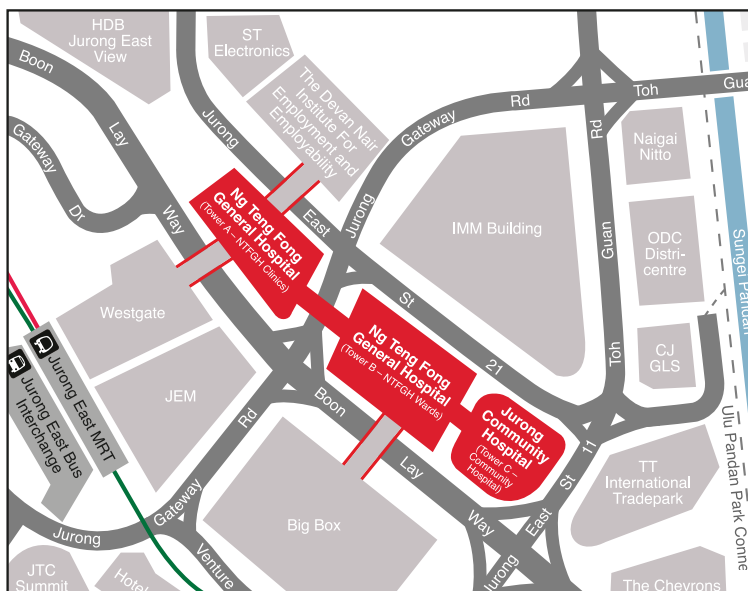 HDB
Jurong East
View
ST
Electronics
The Devan Nair
Institute For
Employment and
Employability
Boon
Lay
Way
Gateway
Dr
Jurong
East
St
21
Jurong
Gateway
Rd
Toh
Gua
Rd
Guan
Toh
Naigai
Nitto
ODC
Distri-
centre
CJ
GLS
Sungei Pandan
Ulu Pandan Park Conne
IMM Building
Ng Teng Fong
General Hospital
(Tower A – NTFGH Clinics)
Ng Teng Fong
General Hospital
(Tower B – NTFGH Wards)
Jurong
Community
Hospital
(Tower C –
Community
Hospital)
Westgate
JEM
Jurong East MRT
Jurong East Bus
Interchange
Boon
Lay
Way
Big Box
Jurong
Gateway
Rd
Venture
Jurong
East
St
11
TT
International
Tradepark
The Chevrons
JTC
Summit
Hotel